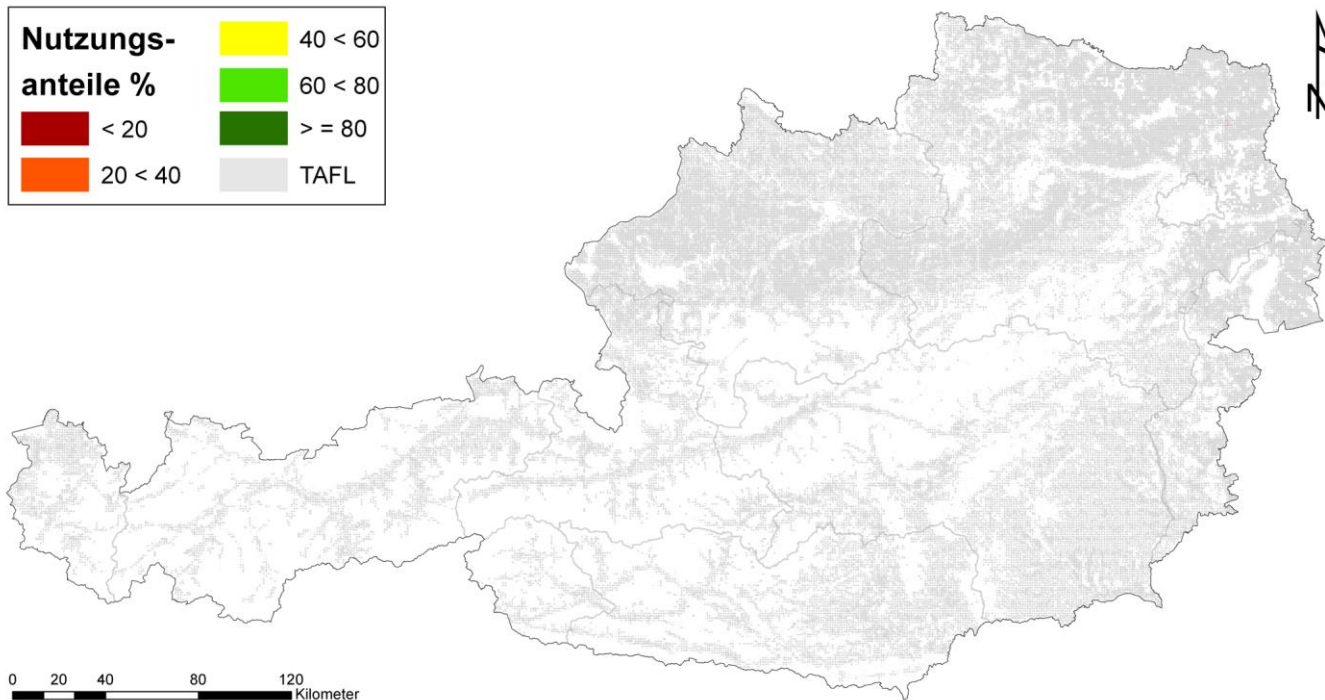 Nutzungs-
anteile %
< 20
20 < 40
40 < 60
60 < 80
> = 80
TAFL
N
0 20 40 80 120
Kilometer